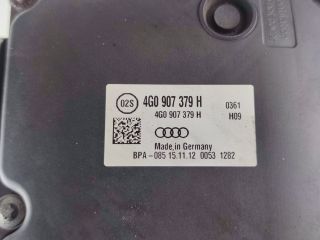 02S 4G0 907 379 H 0361
4G0 907 379 H H09
Made in Germany
BPA-085 15.11.12 0053 1282